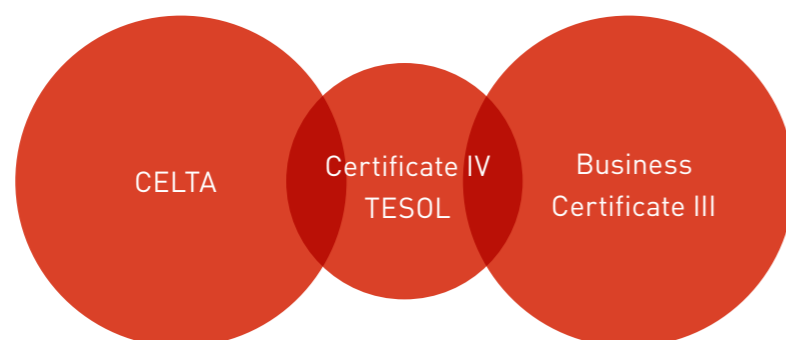 CELTA
Certificate IV
TESOL
Business
Certificate III